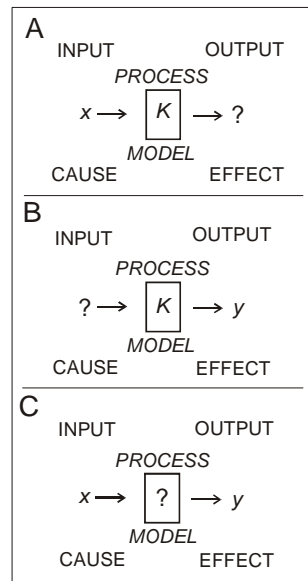 A
INPUT OUTPUT
PROCESS
x → K → ?
MODEL
CAUSE EFFECT
B
INPUT OUTPUT
PROCESS
? → K → y
MODEL
CAUSE EFFECT
C
INPUT OUTPUT
PROCESS
x → ? → y
MODEL
CAUSE EFFECT